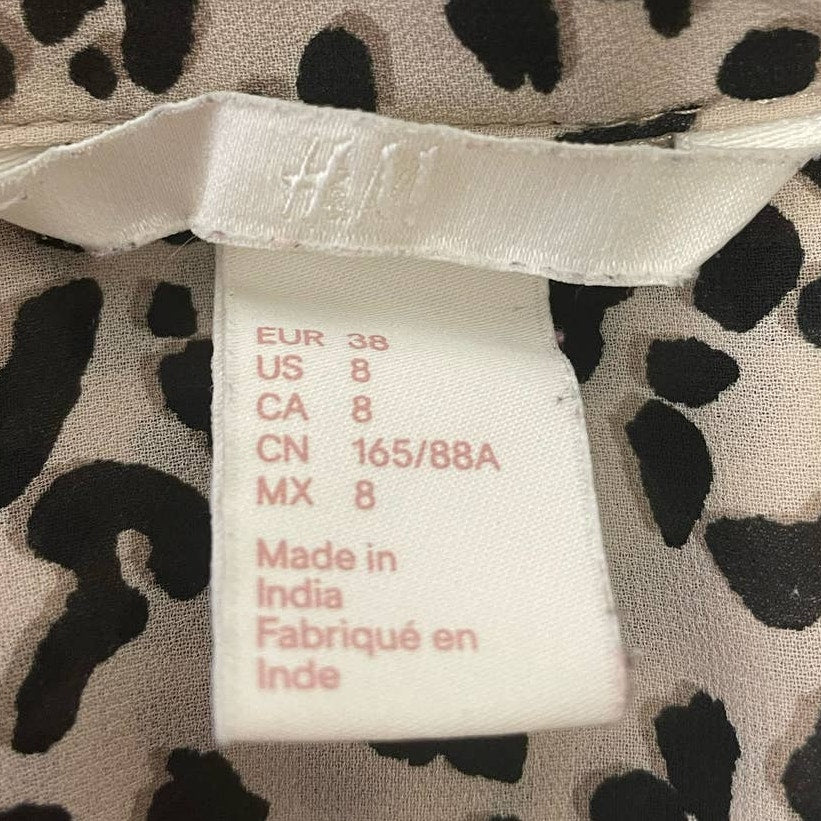 H&M
EUR 38
US 8
CA 8
CN 165/88A
MX 8
Made in
India
Fabriqué en
Inde